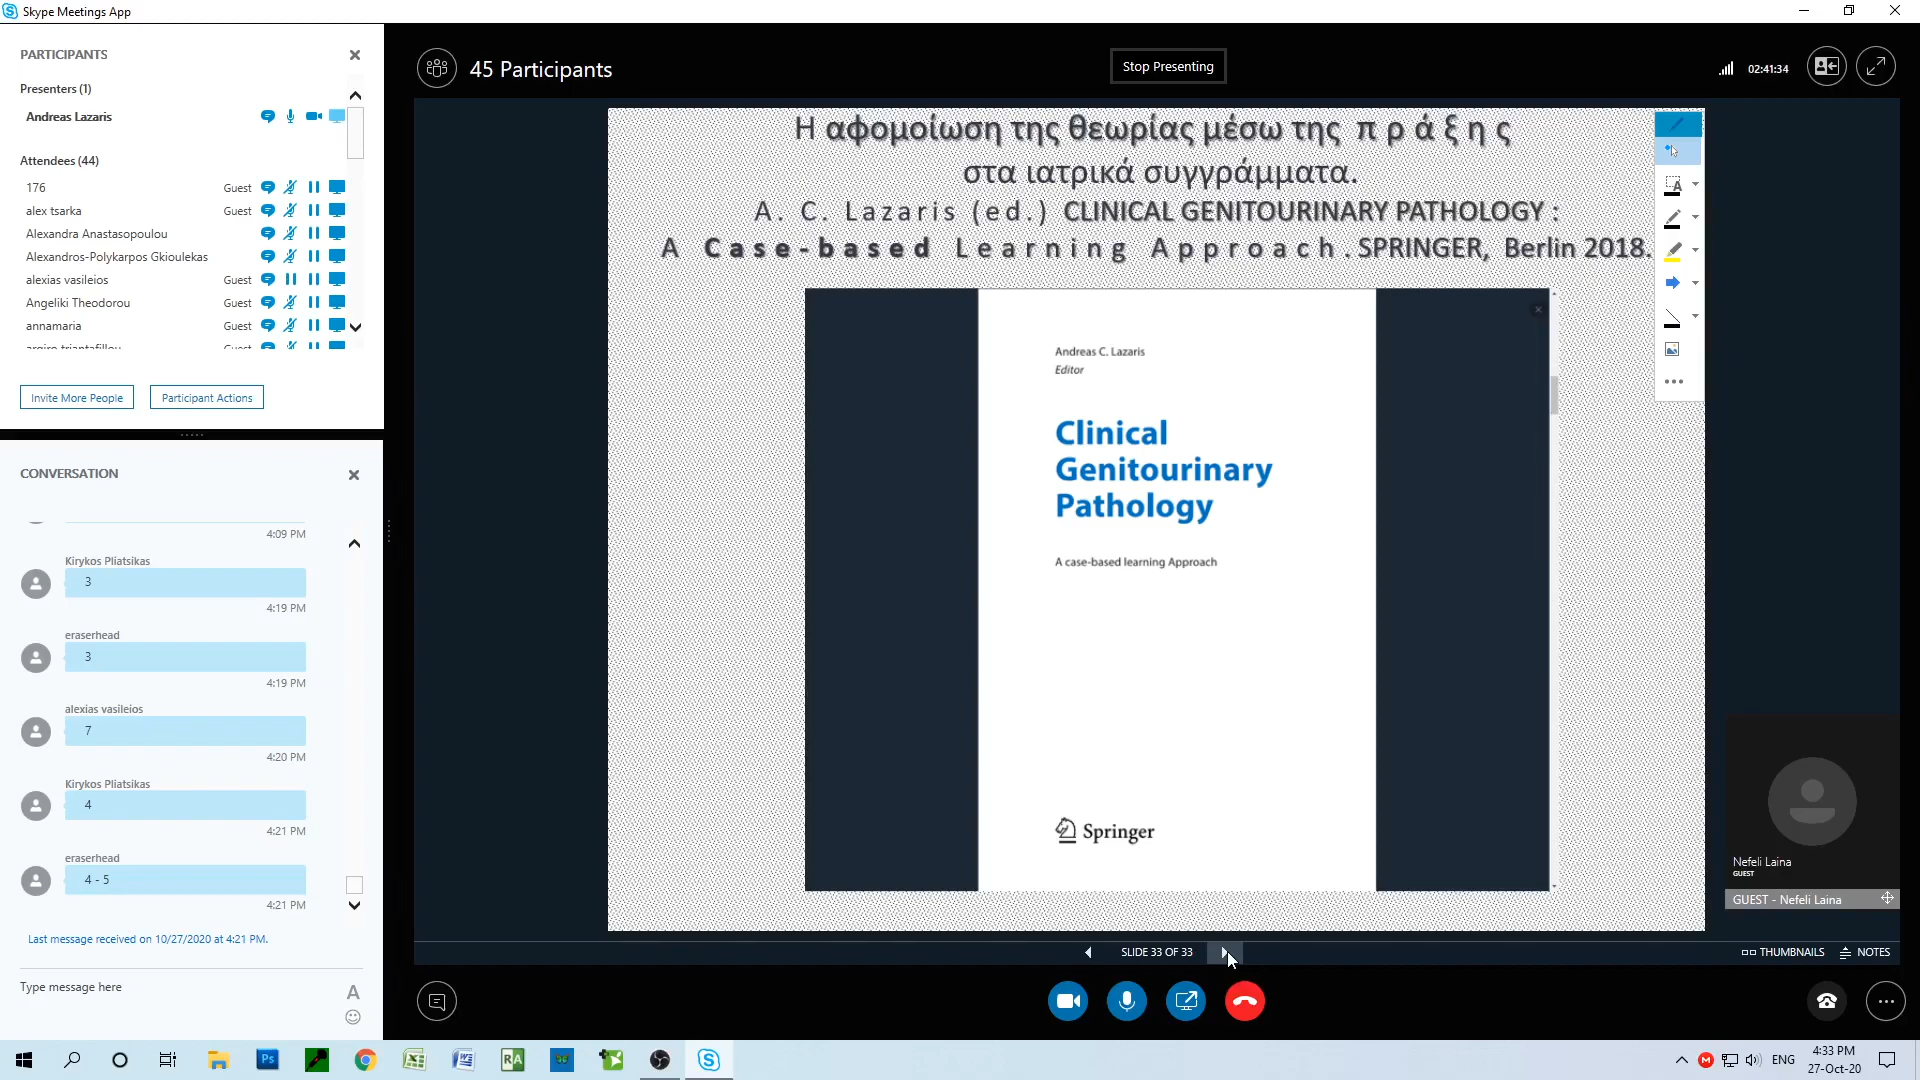 Skype Meetings App
PARTICIPANTS
Presenters (1)
Andreas Lazaris
Attendees (44)
176 Guest
alex tsarka Guest
Alexandra Anastasopoulou
Alexandros-Polykarpos Gkioulekas
alexias vasileios Guest
Angeliki Theodorou Guest
annamaria Guest
Invite More People
Participant Actions
CONVERSATION
4:09 PM
Kirykos Pliatsikas
3
4:19 PM
eraserhead
3
4:19 PM
alexias vasileios
7
4:20 PM
Kirykos Pliatsikas
4
4:21 PM
eraserhead
4 - 5
4:21 PM
Last message received on 10/27/2020 at 4:21 PM.
Type message here
45 Participants
Stop Presenting
02:41:34
Η αφομοίωση της θεωρίας μέσω της π ρ ά ξ η ς
στα ιατρικά συγγράμματα.
A. C. Lazaris (ed.) CLINICAL GENITOURINARY PATHOLOGY :
A Case-based Learning Approach. SPRINGER, Berlin 2018.
Andreas C. Lazaris
Editor
Clinical
Genitourinary
Pathology
A case-based learning Approach
Springer
Nefeli Laina
GUEST
GUEST - Nefeli Laina
SLIDE 33 OF 33
THUMBNAILS
NOTES
Ps
RA
ENG
4:33 PM
27-Oct-20